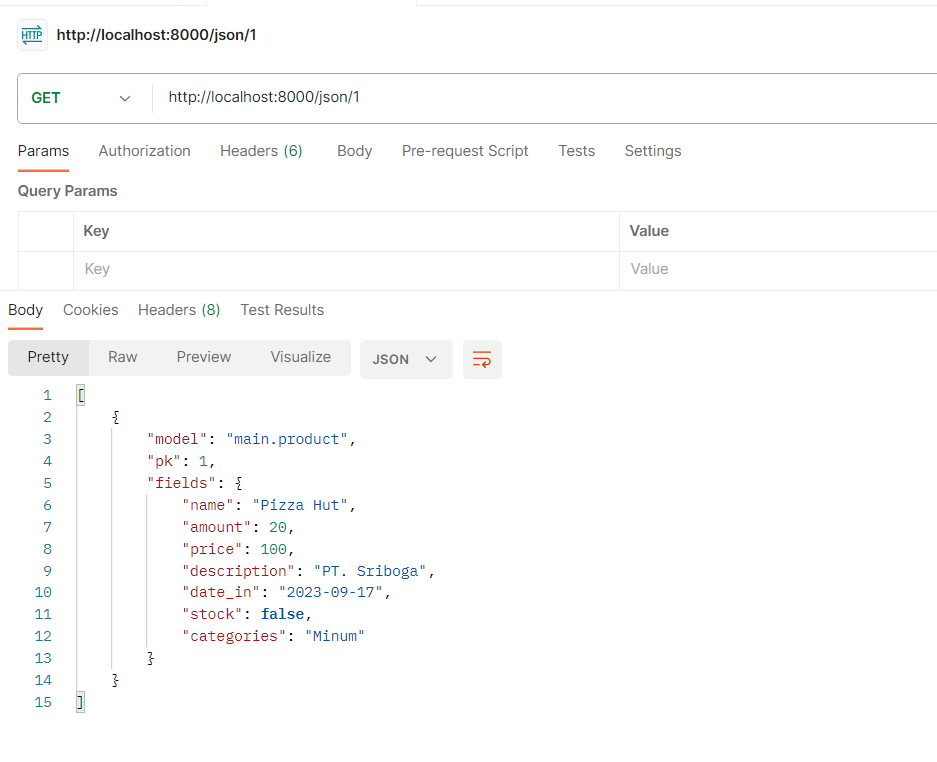 HTTP http://localhost:8000/json/1
GET http://localhost:8000/json/1
Params Authorization Headers (6) Body Pre-request Script Tests Settings
Query Params
Key Value
Key Value
Body Cookies Headers (8) Test Results
Pretty Raw Preview Visualize JSON
1 [
2 {
3 "model": "main.product",
4 "pk": 1,
5 "fields": {
6 "name": "Pizza Hut",
7 "amount": 20,
8 "price": 100,
9 "description": "PT. Sriboga",
10 "date_in": "2023-09-17",
11 "stock": false,
12 "categories": "Minum"
13 }
14 }
15 ]